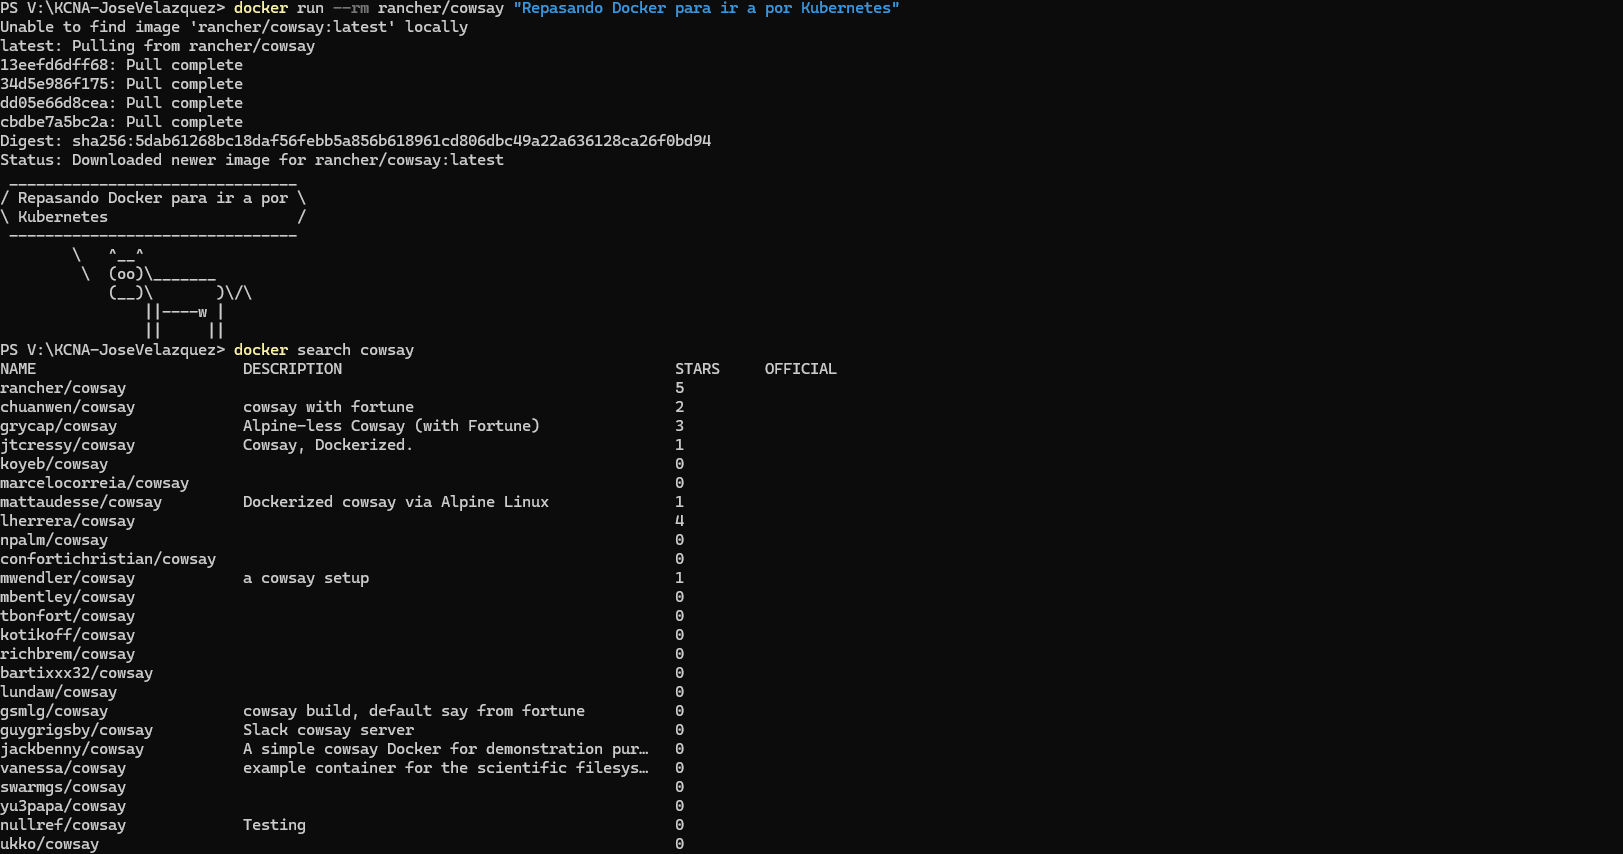 PS V:\KCNA-JoseVelazquez> docker run --rm rancher/cowsay "Repasando Docker para ir a por Kubernetes"
Unable to find image 'rancher/cowsay:latest' locally
latest: Pulling from rancher/cowsay
13eefd6dff68: Pull complete
34d5e986f175: Pull complete
dd05e66d8cea: Pull complete
cbdbe7a5bc2a: Pull complete
Digest: sha256:5dab61268bc18daf56febb5a856b618961cd806dbc49a22a636128ca26f0bd94
Status: Downloaded newer image for rancher/cowsay:latest
 ________________________________
/ Repasando Docker para ir a por \
\ Kubernetes                     /
 --------------------------------
        \   ^__^
         \  (oo)\_______
            (__)\       )\/\
                ||----w |
                ||     ||
PS V:\KCNA-JoseVelazquez> docker search cowsay
NAME                       DESCRIPTION                                     STARS     OFFICIAL
rancher/cowsay                                                             5
chuanwen/cowsay            cowsay with fortune                             2
grycap/cowsay              Alpine-less Cowsay (with Fortune)               3
jtcressy/cowsay            Cowsay, Dockerized.                             1
koyeb/cowsay                                                               0
marcelocorreia/cowsay                                                      0
mattaudesse/cowsay         Dockerized cowsay via Alpine Linux              1
lherrera/cowsay                                                            4
npalm/cowsay                                                               0
confortichristian/cowsay                                                   0
mwendler/cowsay            a cowsay setup                                  1
mbentley/cowsay                                                            0
tbonfort/cowsay                                                            0
kotikoff/cowsay                                                            0
richbrem/cowsay                                                            0
bartixxx32/cowsay                                                          0
lundaw/cowsay                                                              0
gsmlg/cowsay               cowsay build, default say from fortune          0
guygrigsby/cowsay          Slack cowsay server                             0
jackbenny/cowsay           A simple cowsay Docker for demonstration pur…   0
vanessa/cowsay             example container for the scientific filesys…   0
swarmgs/cowsay                                                             0
yu3papa/cowsay                                                             0
nullref/cowsay             Testing                                         0
ukko/cowsay                                                                0